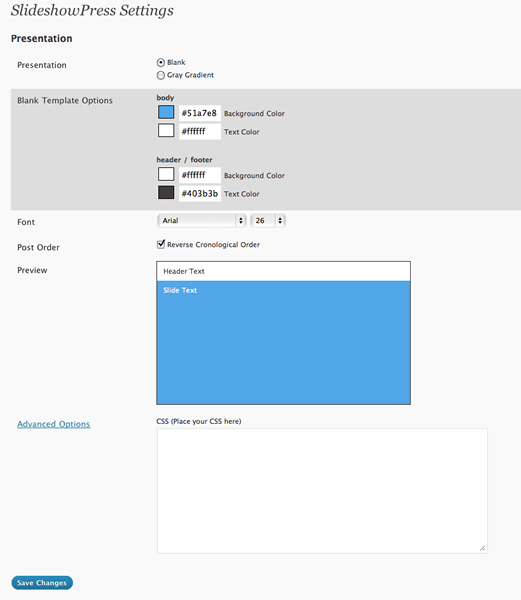 SlideshowPress Settings
Presentation
Presentation
Blank
Gray Gradient
Blank Template Options
body
#51a7e8 Background Color
#ffffff Text Color
header / footer
#ffffff Background Color
#403b3b Text Color
Font Arial 26
Post Order Reverse Cronological Order
Preview
Header Text
Slide Text
Advanced Options CSS (Place your CSS here)
Save Changes